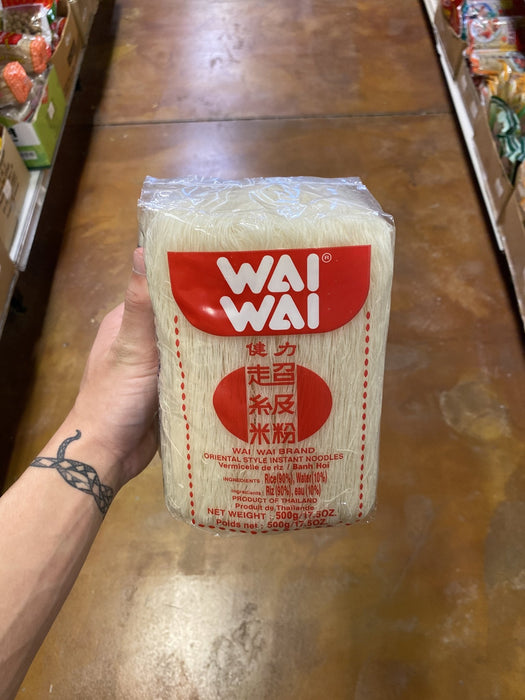 WAI®
WAI
健力
超
級
米粉
WAI WAI BRAND
ORIENTAL STYLE INSTANT NOODLES
Vermicelle de riz / Banh Hoi
INGREDIENTS : Rice(90%), Water(10%)
Ingrédients : Riz (90%), eau (10%)
PRODUCT OF THAILAND
Produit de Thailande
NET WEIGHT : 500g/17.5OZ.
Poids net : 500g/17.5OZ.